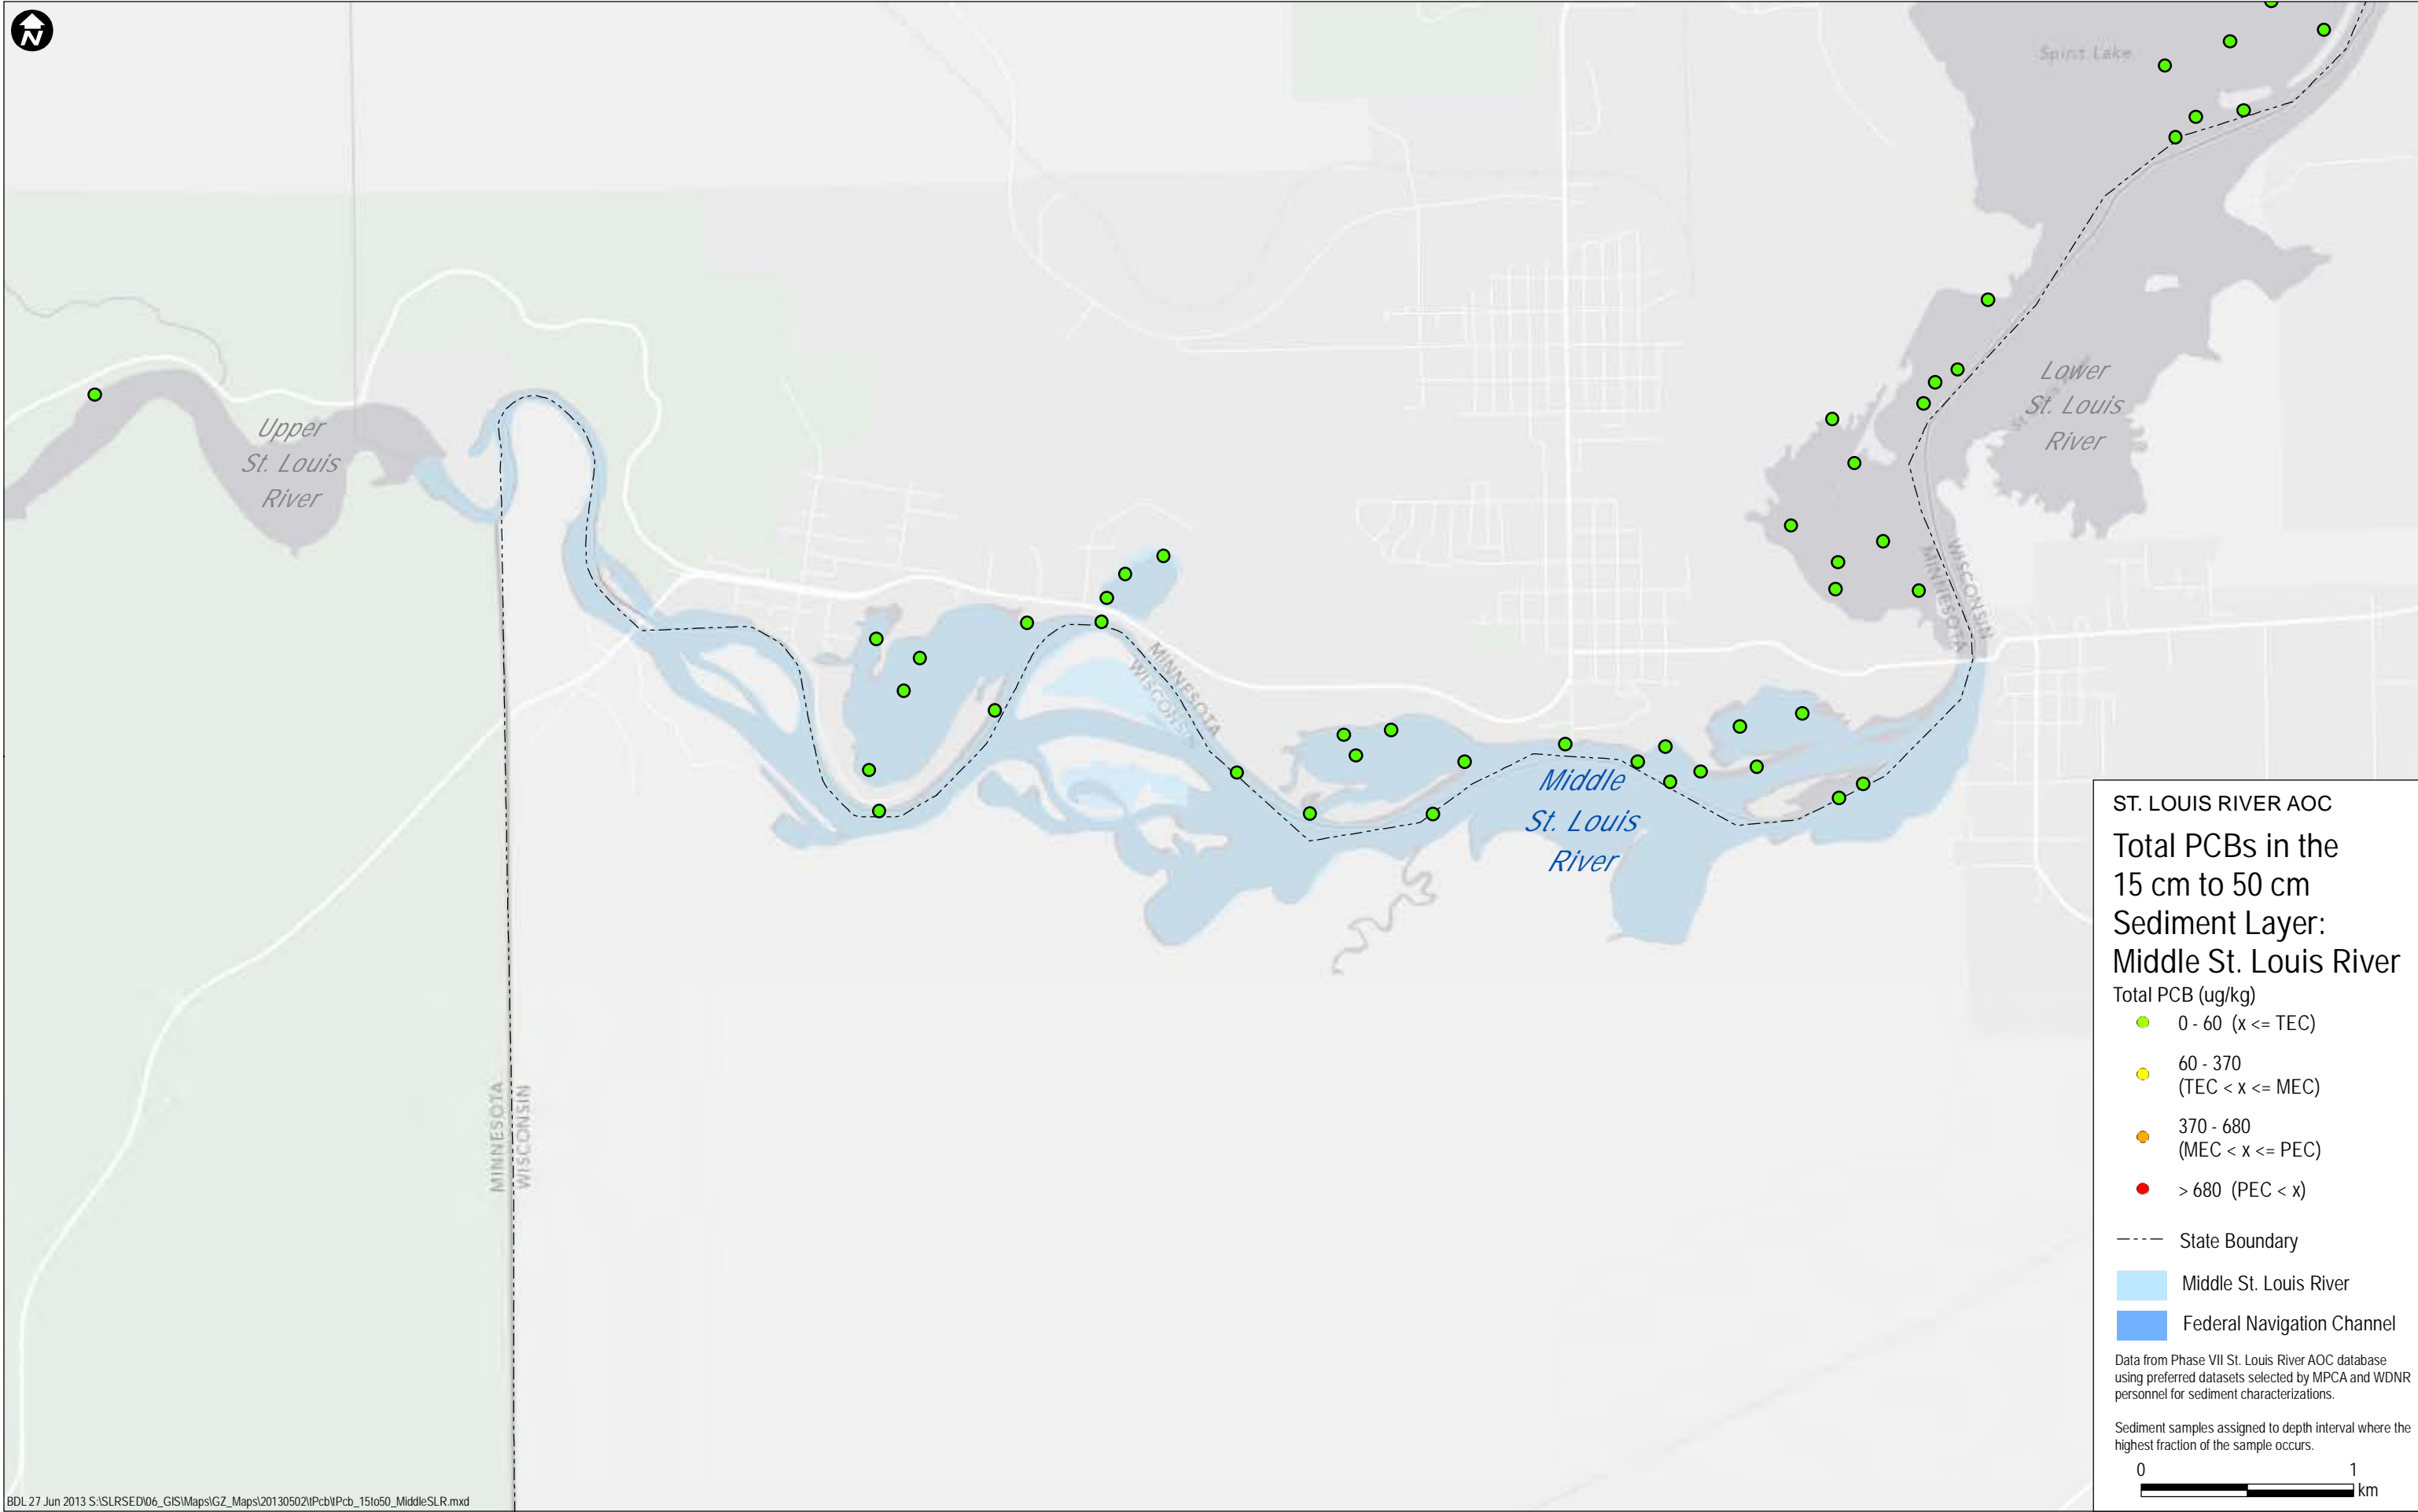 N
Spirit Lake
Upper
St. Louis
River
Lower
St. Louis
River
WISCONSIN
MINNESOTA
MINNESOTA
WISCONSIN
Middle
St. Louis
River
MINNESOTA
WISCONSIN
ST. LOUIS RIVER AOC
Total PCBs in the
15 cm to 50 cm
Sediment Layer:
Middle St. Louis River
Total PCB (ug/kg)
0 - 60 (x <= TEC)
60 - 370
(TEC < x <= MEC)
370 - 680
(MEC < x <= PEC)
> 680 (PEC < x)
State Boundary
Middle St. Louis River
Federal Navigation Channel
Data from Phase VII St. Louis River AOC database
using preferred datasets selected by MPCA and WDNR
personnel for sediment characterizations.
Sediment samples assigned to depth interval where the
highest fraction of the sample occurs.
0 1
km
BDL 27 Jun 2013 S:\SLRSED\06_GIS\Maps\GZ_Maps\20130502\tPcb\tPcb_15to50_MiddleSLR.mxd